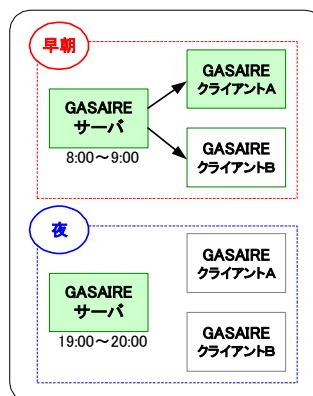 早朝
GASAIRE
サーバ
8:00～9:00
GASAIRE
クライアントA
GASAIRE
クライアントB
夜
GASAIRE
サーバ
19:00～20:00
GASAIRE
クライアントA
GASAIRE
クライアントB